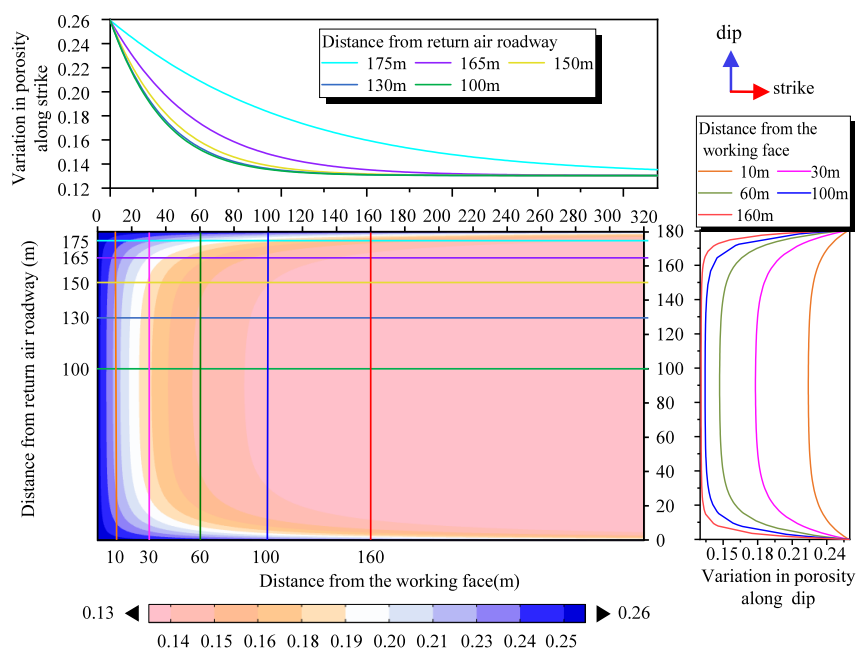 Variation in porosity
along strike
0.26
0.24
0.22
0.20
0.18
0.16
0.14
0.12
Distance from return air roadway
175m 165m 150m
130m 100m
dip
strike
Distance from the
working face
10m 30m
60m 100m
160m
0 20 40 60 80 100 120 140 160 180 200 220 240 260 280 300 320
Distance from return air roadway (m)
175
165
150
130
100
180
160
140
120
100
80
60
40
20
0
10 30 60 100 160
Distance from the working face(m)
0.15 0.18 0.21 0.24
Variation in porosity
along dip
0.13 0.26
0.14 0.15 0.16 0.18 0.19 0.20 0.21 0.23 0.24 0.25